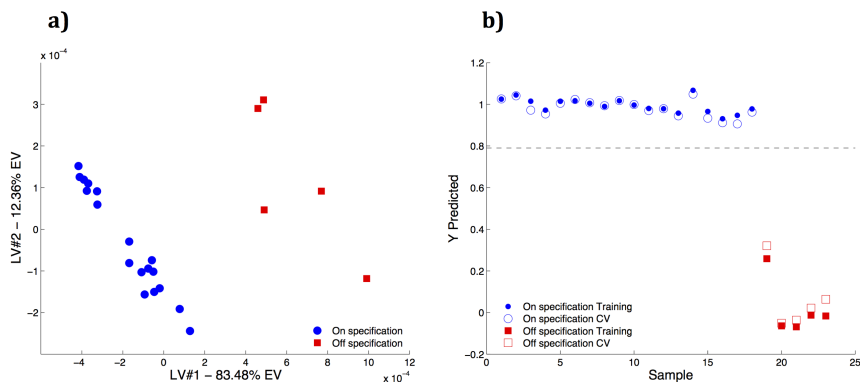 a)
x 10⁻⁴
3
2
1
0
−1
−2
LV#2 − 12.36% EV
−4
−2
0
2
4
6
8
10
12
x 10⁻⁴
LV#1 − 83.48% EV
On specification
Off specification
b)
1.2
1
0.8
0.6
0.4
0.2
0
−0.2
Y Predicted
On specification Training
On specification CV
Off specification Training
Off specification CV
0
5
10
15
20
25
Sample